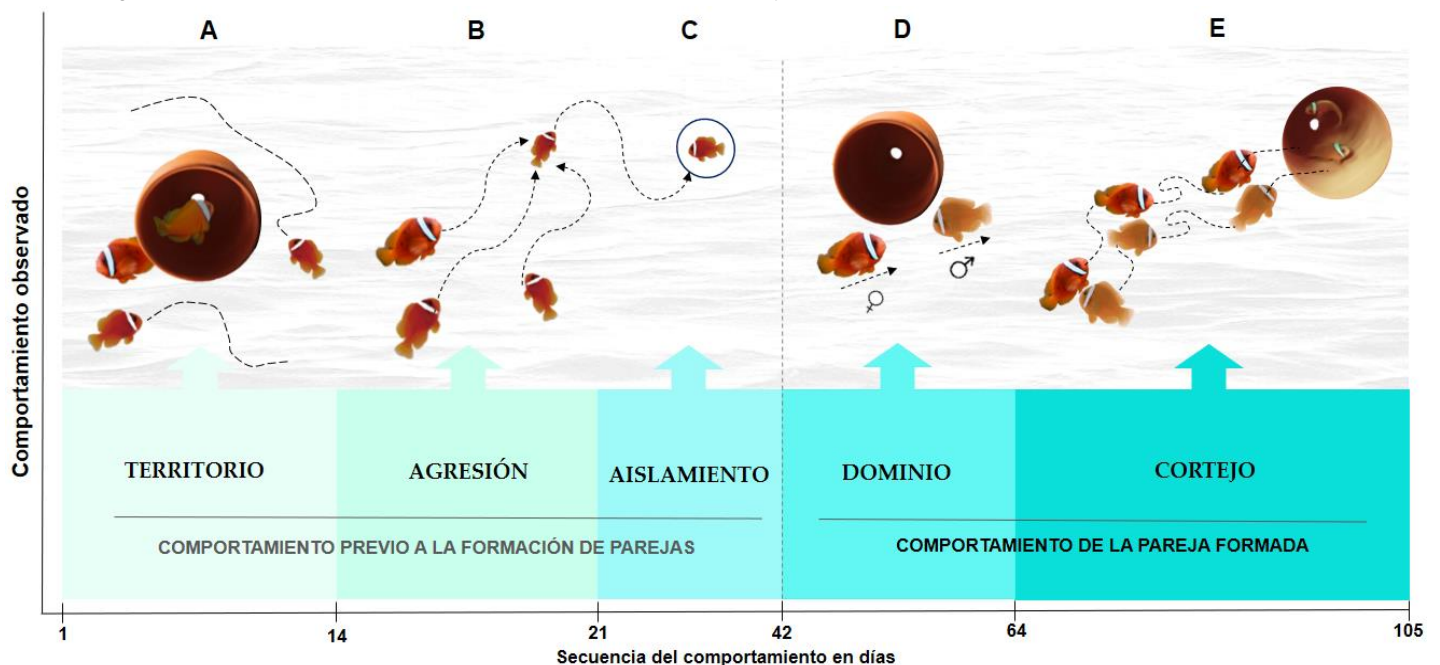 A B C D E
Comportamiento observado
TERRITORIO AGRESIÓN AISLAMIENTO DOMINIO CORTEJO
COMPORTAMIENTO PREVIO A LA FORMACIÓN DE PAREJAS COMPORTAMIENTO DE LA PAREJA FORMADA
1 14 21 42 64 105
Secuencia del comportamiento en días